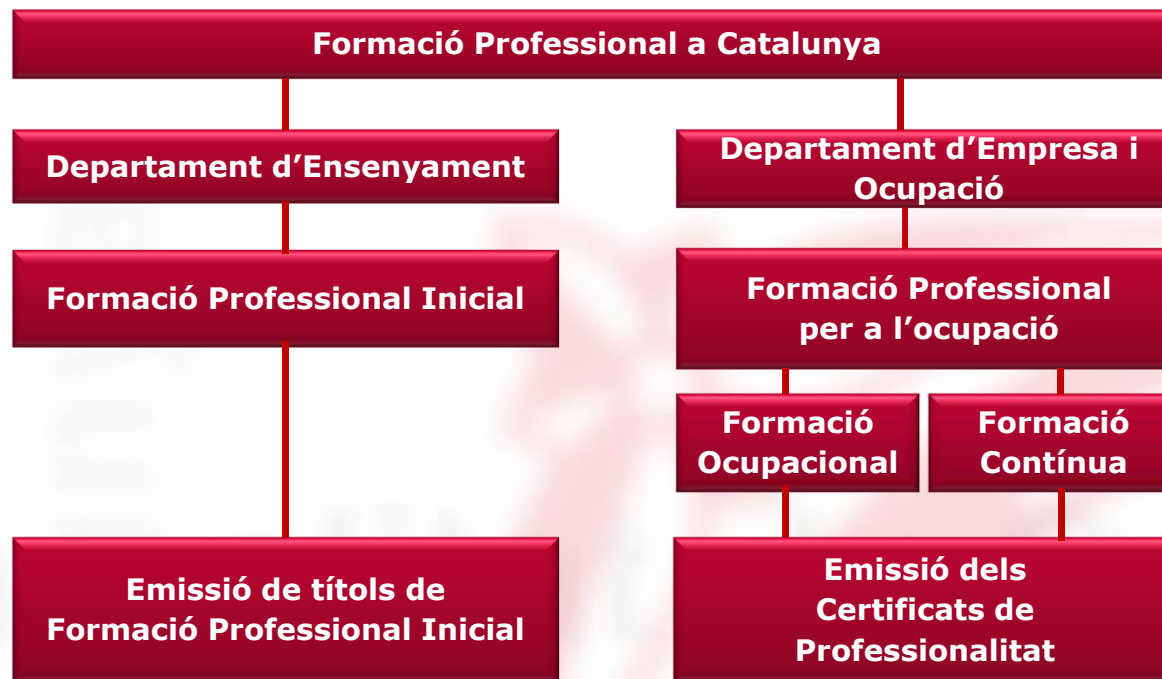 Formació Professional a Catalunya
Departament d’Ensenyament
Departament d’Empresa i
Ocupació
Formació Professional Inicial
Formació Professional
per a l’ocupació
Formació
Ocupacional
Formació
Contínua
Emissió de títols de
Formació Professional Inicial
Emissió dels
Certificats de
Professionalitat